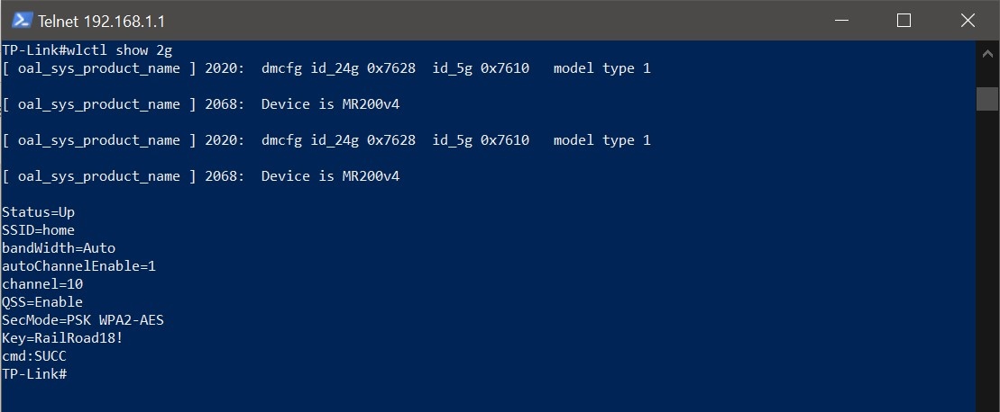 Telnet 192.168.1.1
TP-Link#wlctl show 2g
[ oal_sys_product_name ] 2020:  dmcfg id_24g 0x7628  id_5g 0x7610   model type 1
[ oal_sys_product_name ] 2068:  Device is MR200v4
[ oal_sys_product_name ] 2020:  dmcfg id_24g 0x7628  id_5g 0x7610   model type 1
[ oal_sys_product_name ] 2068:  Device is MR200v4
Status=Up
SSID=home
bandWidth=Auto
autoChannelEnable=1
channel=10
QSS=Enable
SecMode=PSK WPA2-AES
Key=RailRoad18!
cmd:SUCC
TP-Link#